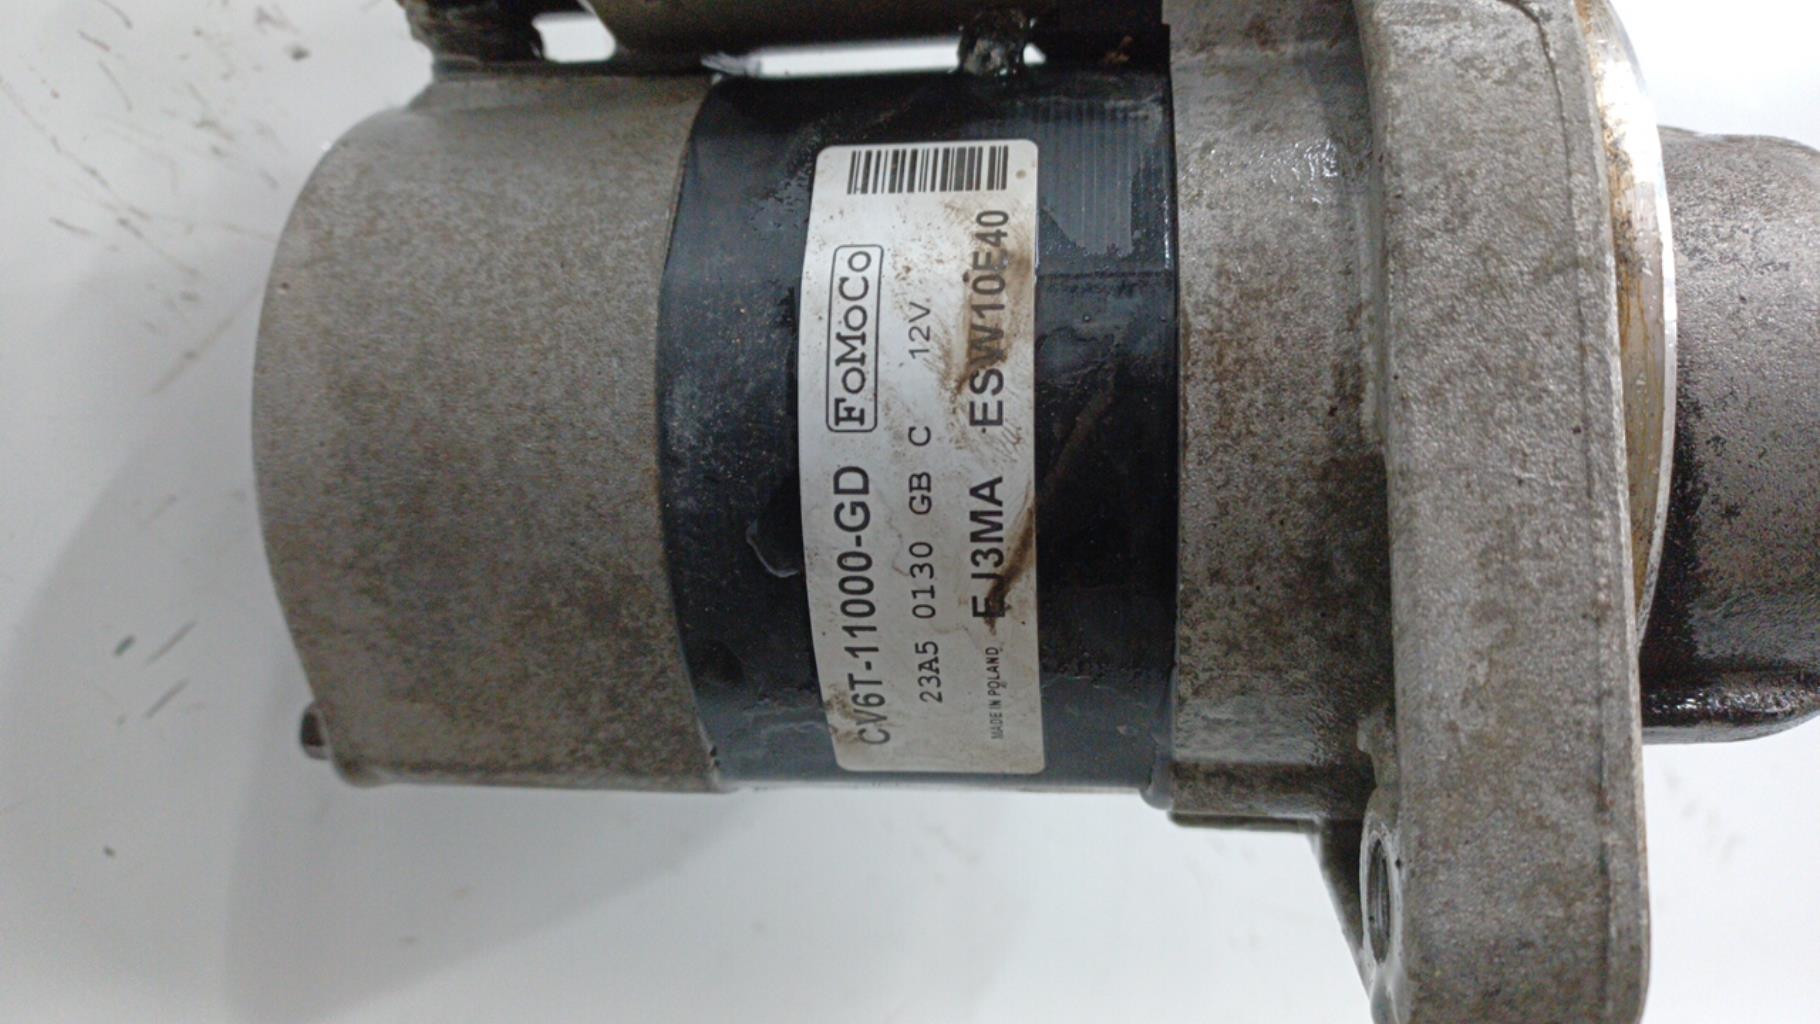 CV6T-11000-GD FoMoCo
23A5 0130 GB C 12V
MADE IN POLAND EJ3MA ESW10E40